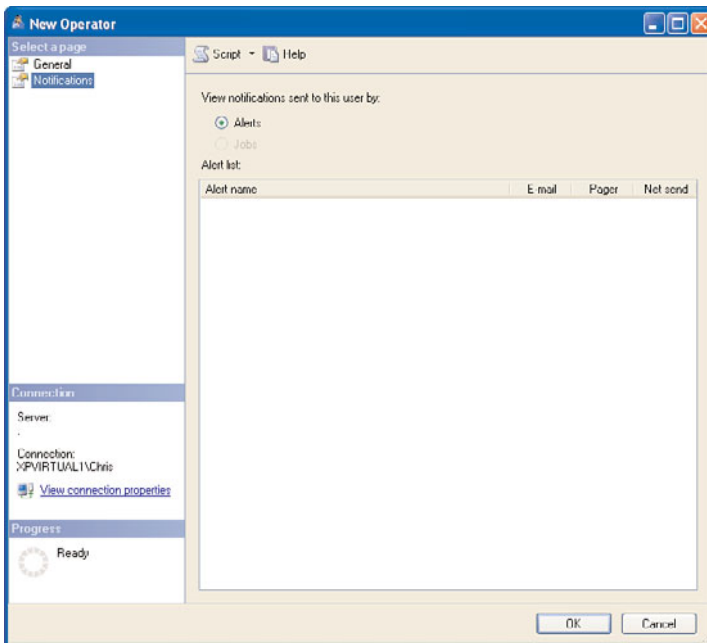 New Operator
Select a page
General
Notifications
Script
Help
View notifications sent to this user by:
Alerts
Jobs
Alert list:
Alert name E-mail Pager Net send
Connection
Server:
.
Connection:
XPVIRTUAL1\Chris
View connection properties
Progress
Ready
OK
Cancel